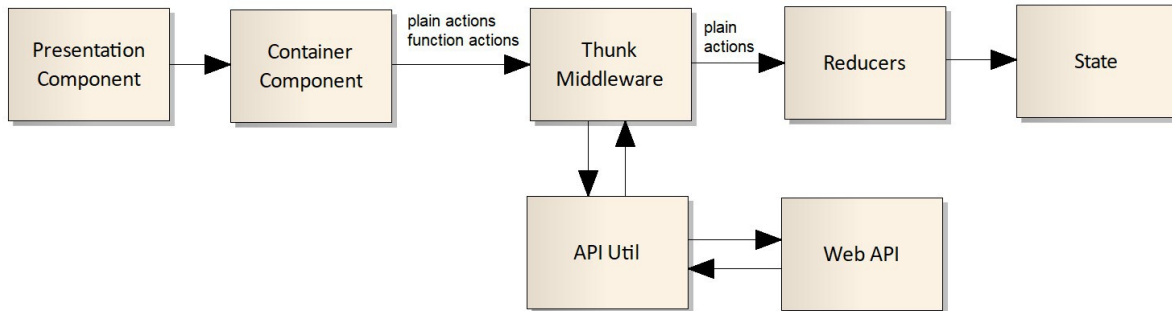 Presentation
Component
Container
Component
plain actions
function actions
Thunk
Middleware
plain
actions
Reducers
State
API Util
Web API